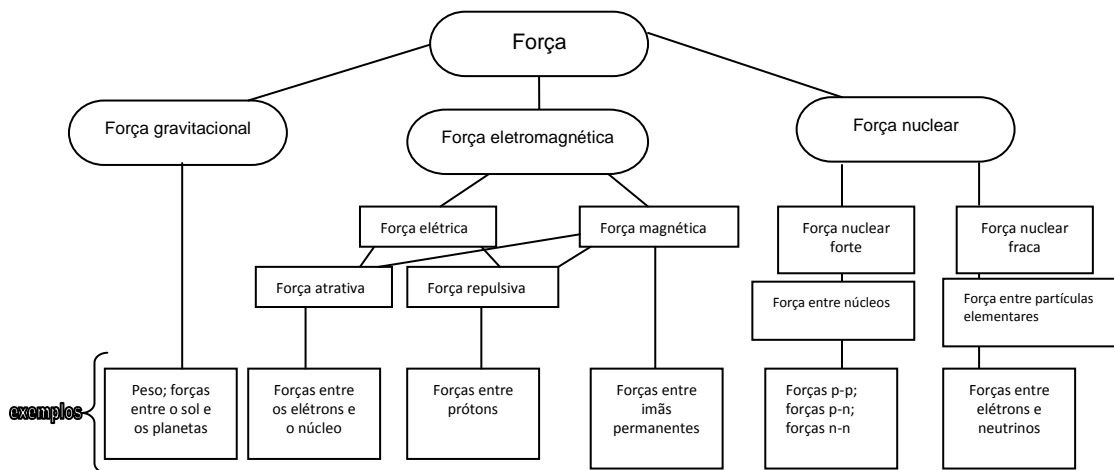 Força
Força gravitacional
Força eletromagnética
Força nuclear
Força elétrica
Força magnética
Força nuclear
forte
Força nuclear
fraca
Força atrativa
Força repulsiva
Força entre núcleos
Força entre partículas
elementares
exemplos
Peso; forças
entre o sol e
os planetas
Forças entre
os elétrons e
o núcleo
Forças entre
prótons
Forças entre
imãs
permanentes
Forças p-p;
forças p-n;
forças n-n
Forças entre
elétrons e
neutrinos